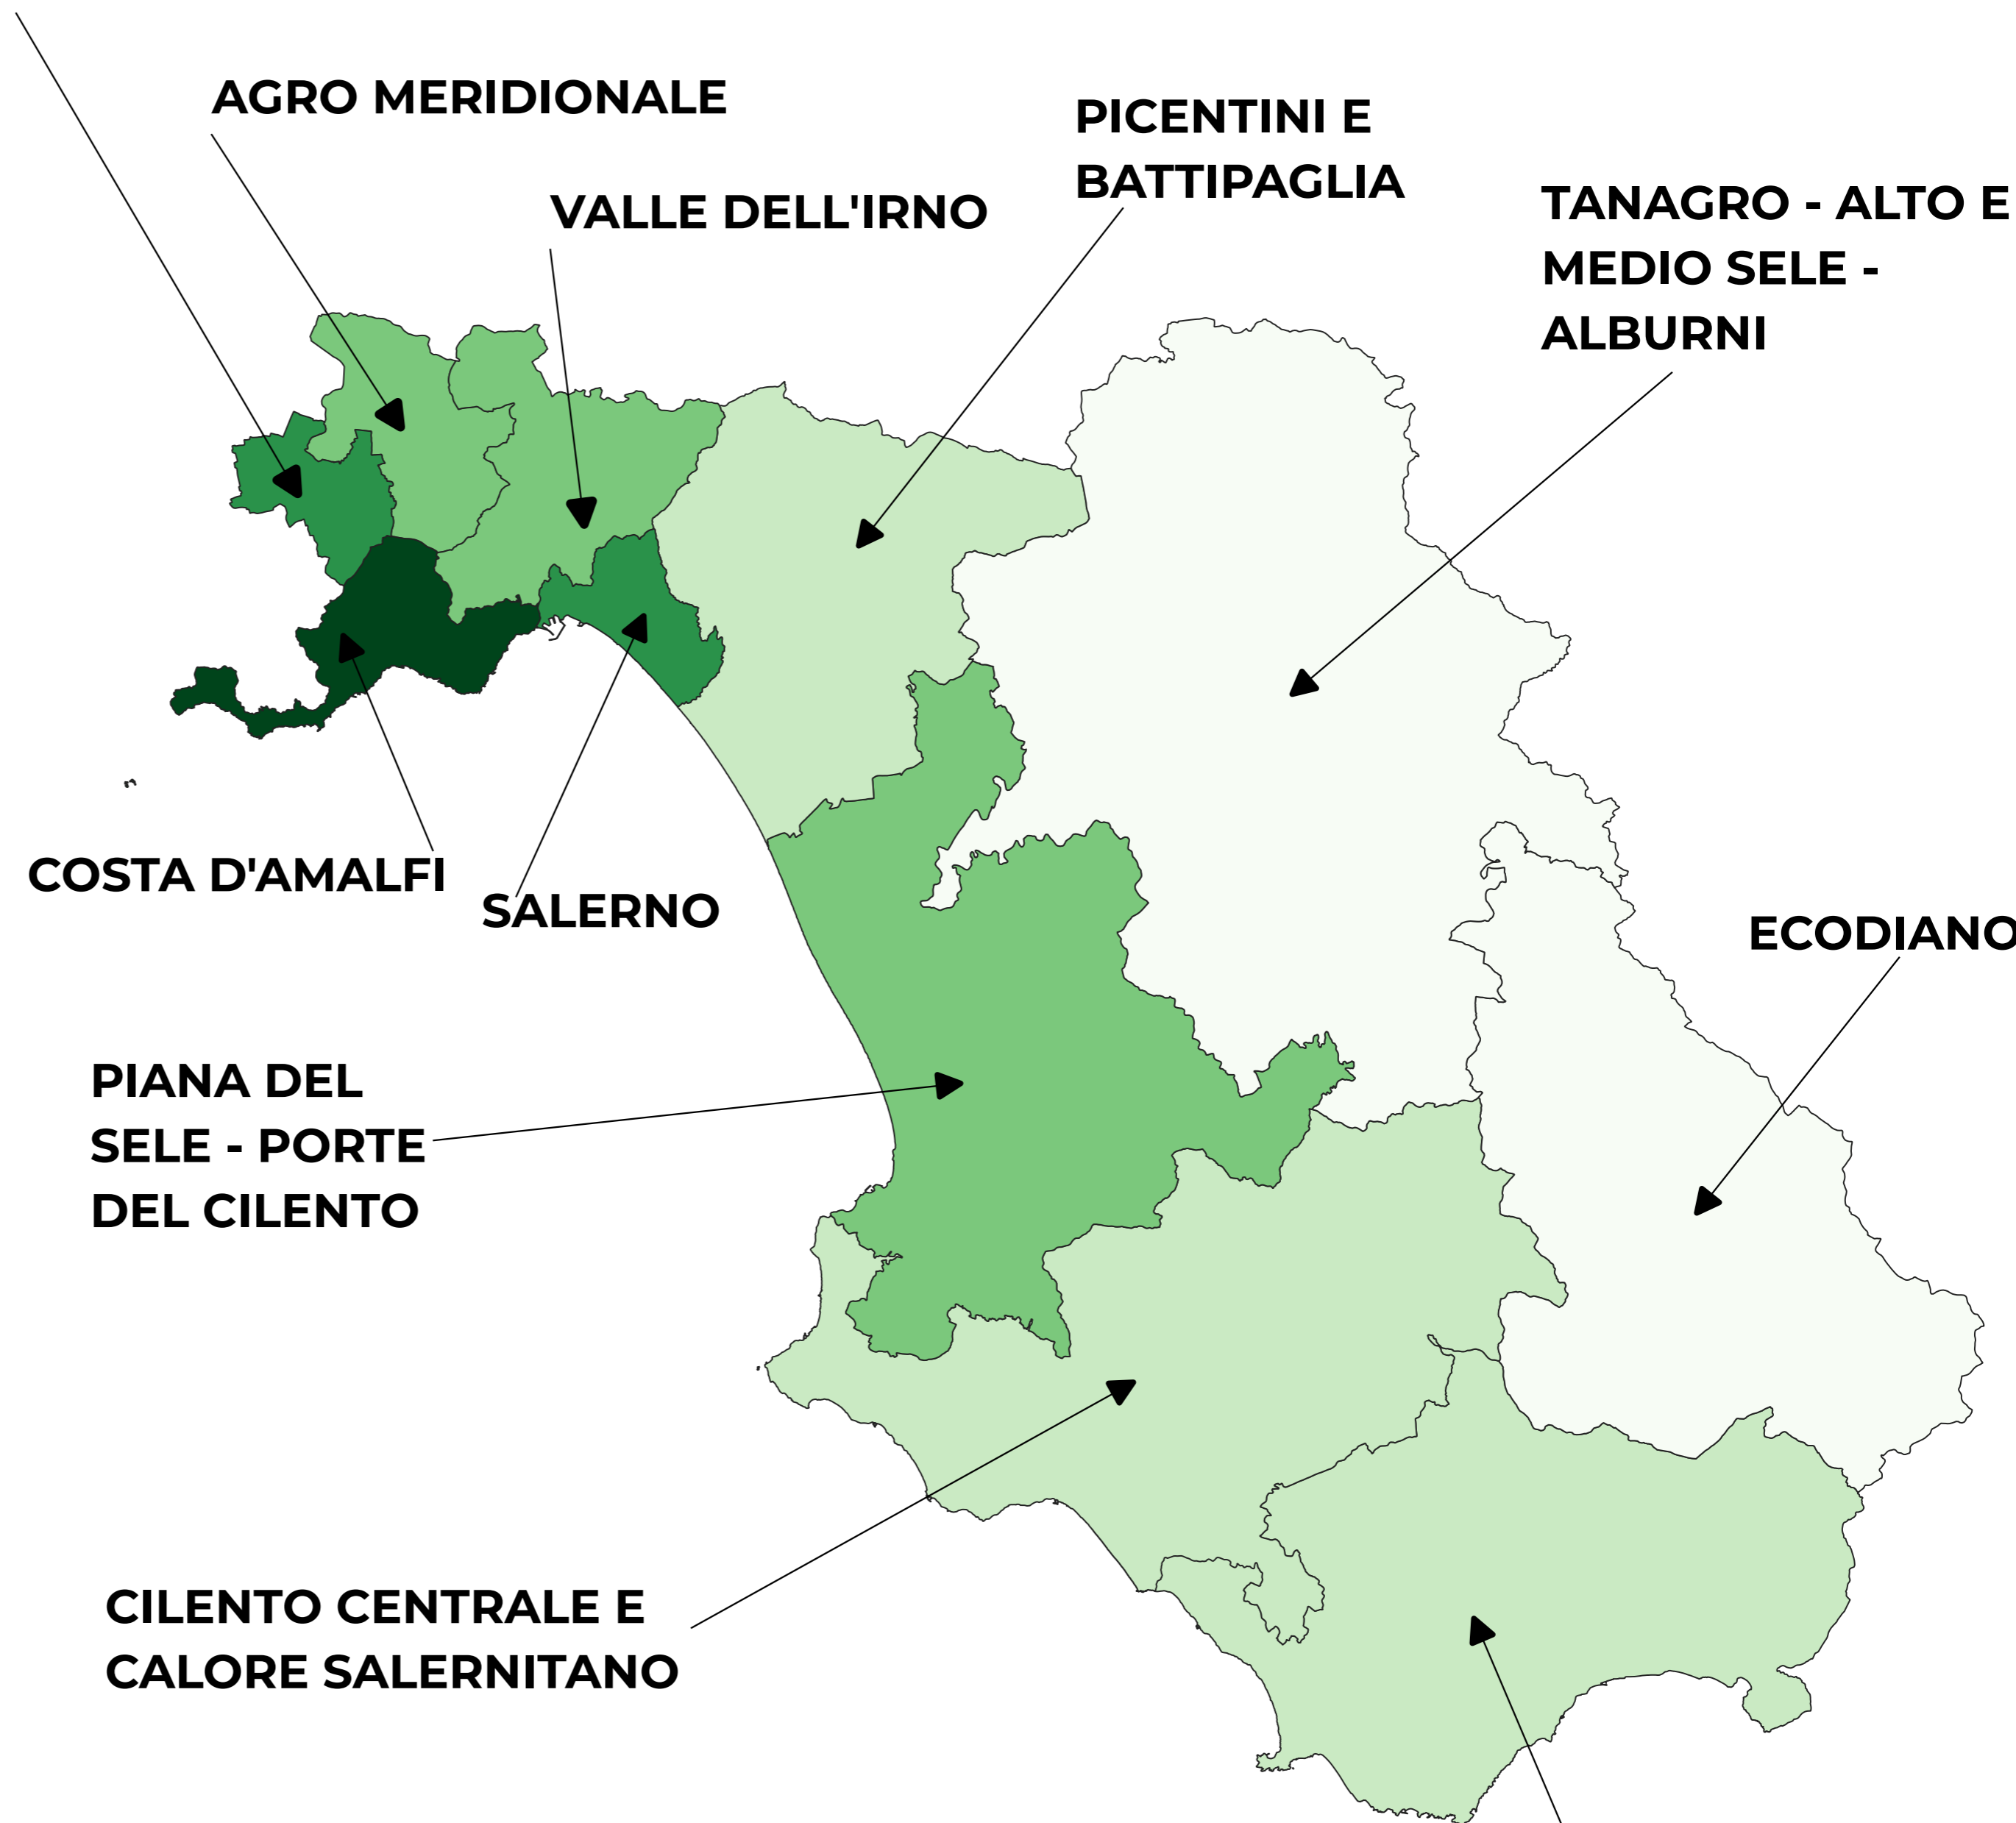 AGRO MERIDIONALE
PICENTINI E
BATTIPAGLIA
VALLE DELL'IRNO
TANAGRO - ALTO E
MEDIO SELE -
ALBURNI
COSTA D'AMALFI
SALERNO
ECODIANO
PIANA DEL
SELE - PORTE
DEL CILENTO
CILENTO CENTRALE E
CALORE SALERNITANO